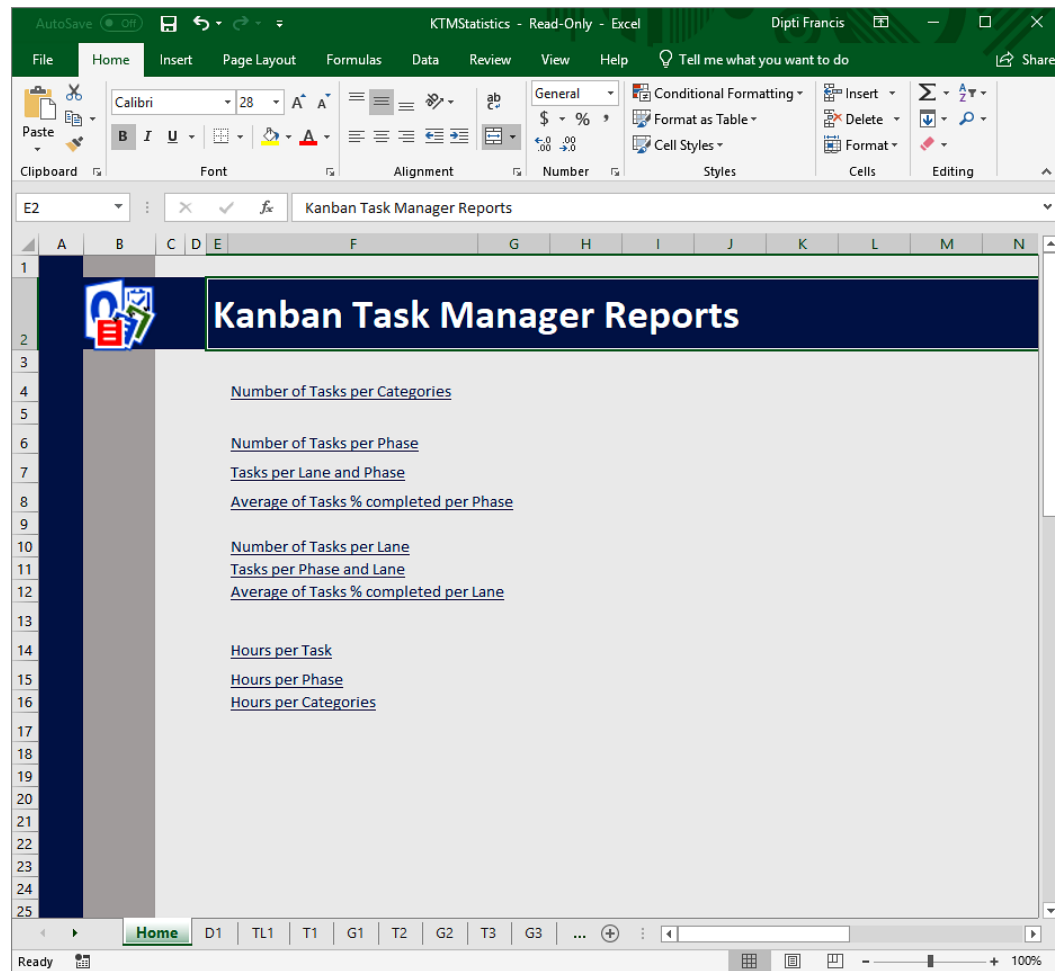 AutoSave Off KTMStatistics - Read-Only - Excel Dipti Francis
File Home Insert Page Layout Formulas Data Review View Help Tell me what you want to do Share
Paste
Calibri 28 A A
B I U A
ab
General
$ % ,
.00 .0
Conditional Formatting
Format as Table
Cell Styles
Insert
Delete
Format
Clipboard Font Alignment Number Styles Cells Editing
E2 fx Kanban Task Manager Reports
A B C D E F G H I J K L M N
1
2 Kanban Task Manager Reports
3
4 Number of Tasks per Categories
5
6 Number of Tasks per Phase
7 Tasks per Lane and Phase
8 Average of Tasks % completed per Phase
9
10 Number of Tasks per Lane
11 Tasks per Phase and Lane
12 Average of Tasks % completed per Lane
13
14 Hours per Task
15 Hours per Phase
16 Hours per Categories
17
18
19
20
21
22
23
24
25
Home D1 TL1 T1 G1 T2 G2 T3 G3 ...
Ready 100%